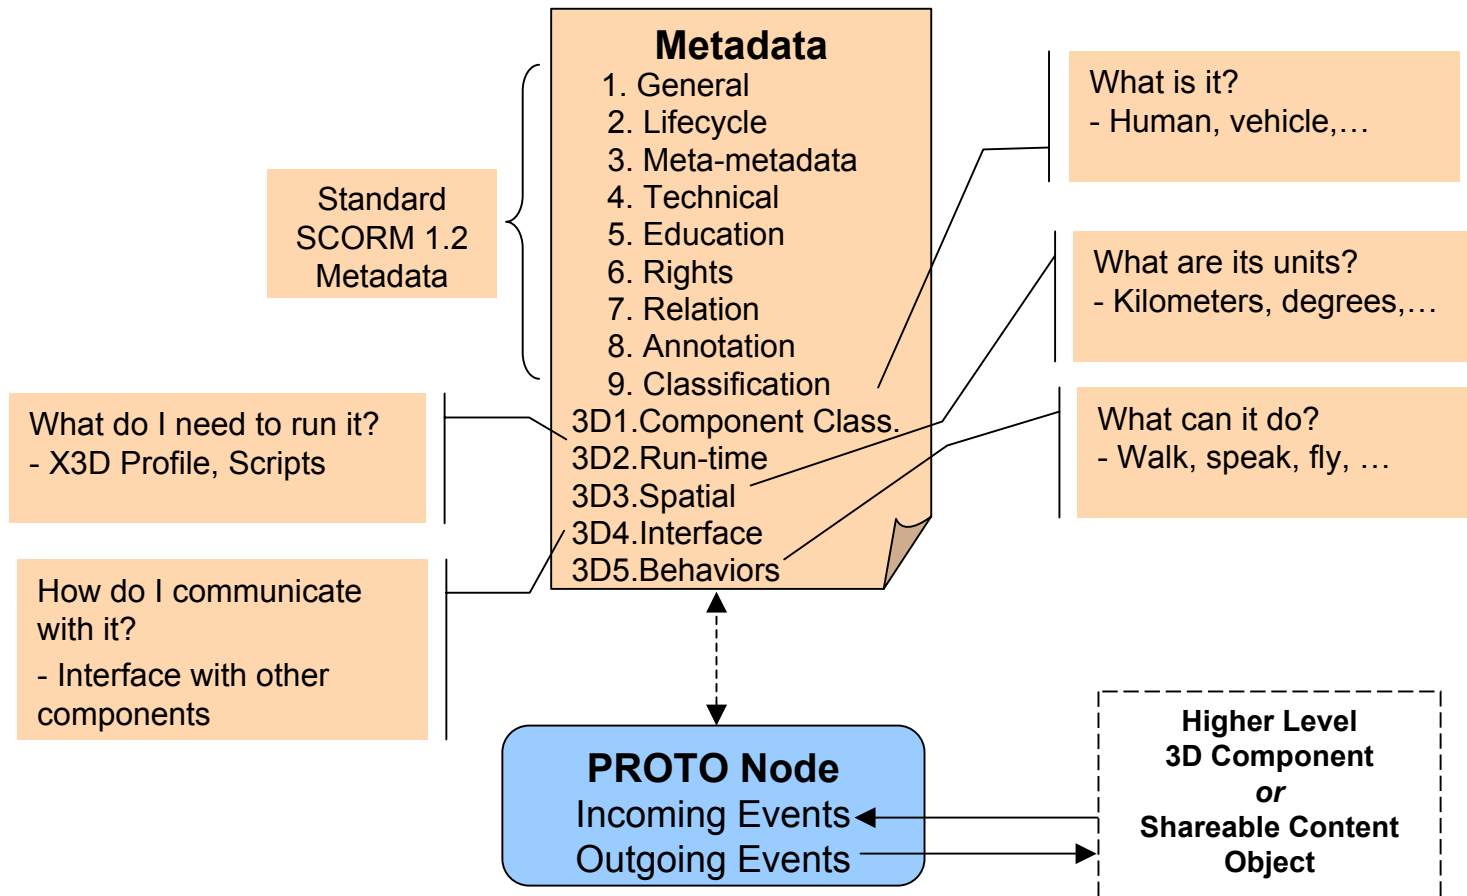 Metadata
1. General
2. Lifecycle
3. Meta-metadata
4. Technical
5. Education
6. Rights
7. Relation
8. Annotation
9. Classification
3D1.Component Class.
3D2.Run-time
3D3.Spatial
3D4.Interface
3D5.Behaviors
Standard
SCORM 1.2
Metadata
What do I need to run it?
- X3D Profile, Scripts
How do I communicate
with it?
- Interface with other
components
What is it?
- Human, vehicle,…
What are its units?
- Kilometers, degrees,…
What can it do?
- Walk, speak, fly, …
PROTO Node
Incoming Events
Outgoing Events
Higher Level
3D Component
or
Shareable Content
Object